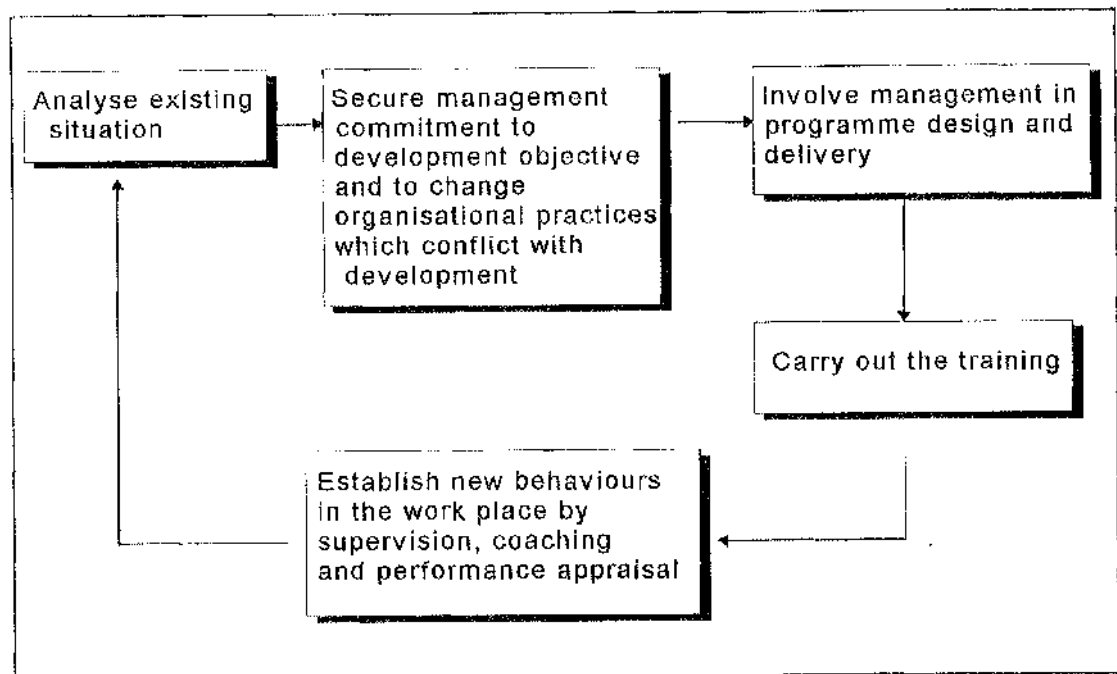 Analyse existing
situation
Secure management
commitment to
development objective
and to change
organisational practices
which conflict with
development
Involve management in
programme design and
delivery
Carry out the training
Establish new behaviours
in the work place by
supervision, coaching
and performance appraisal